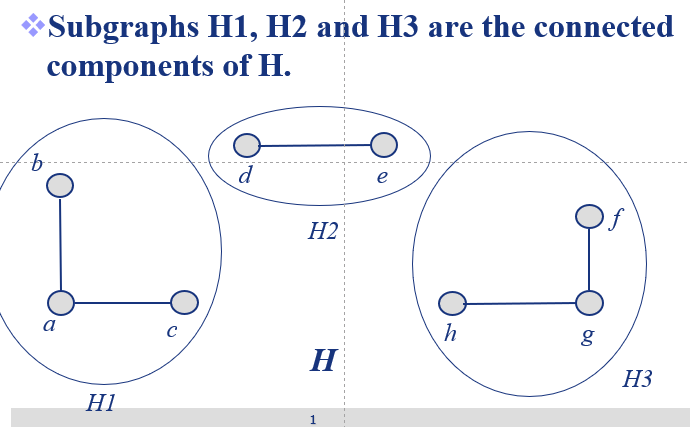 ❖Subgraphs H1, H2 and H3 are the connected
components of H.
b
d
e
H2
f
a
c
h
g
H
H3
H1
1